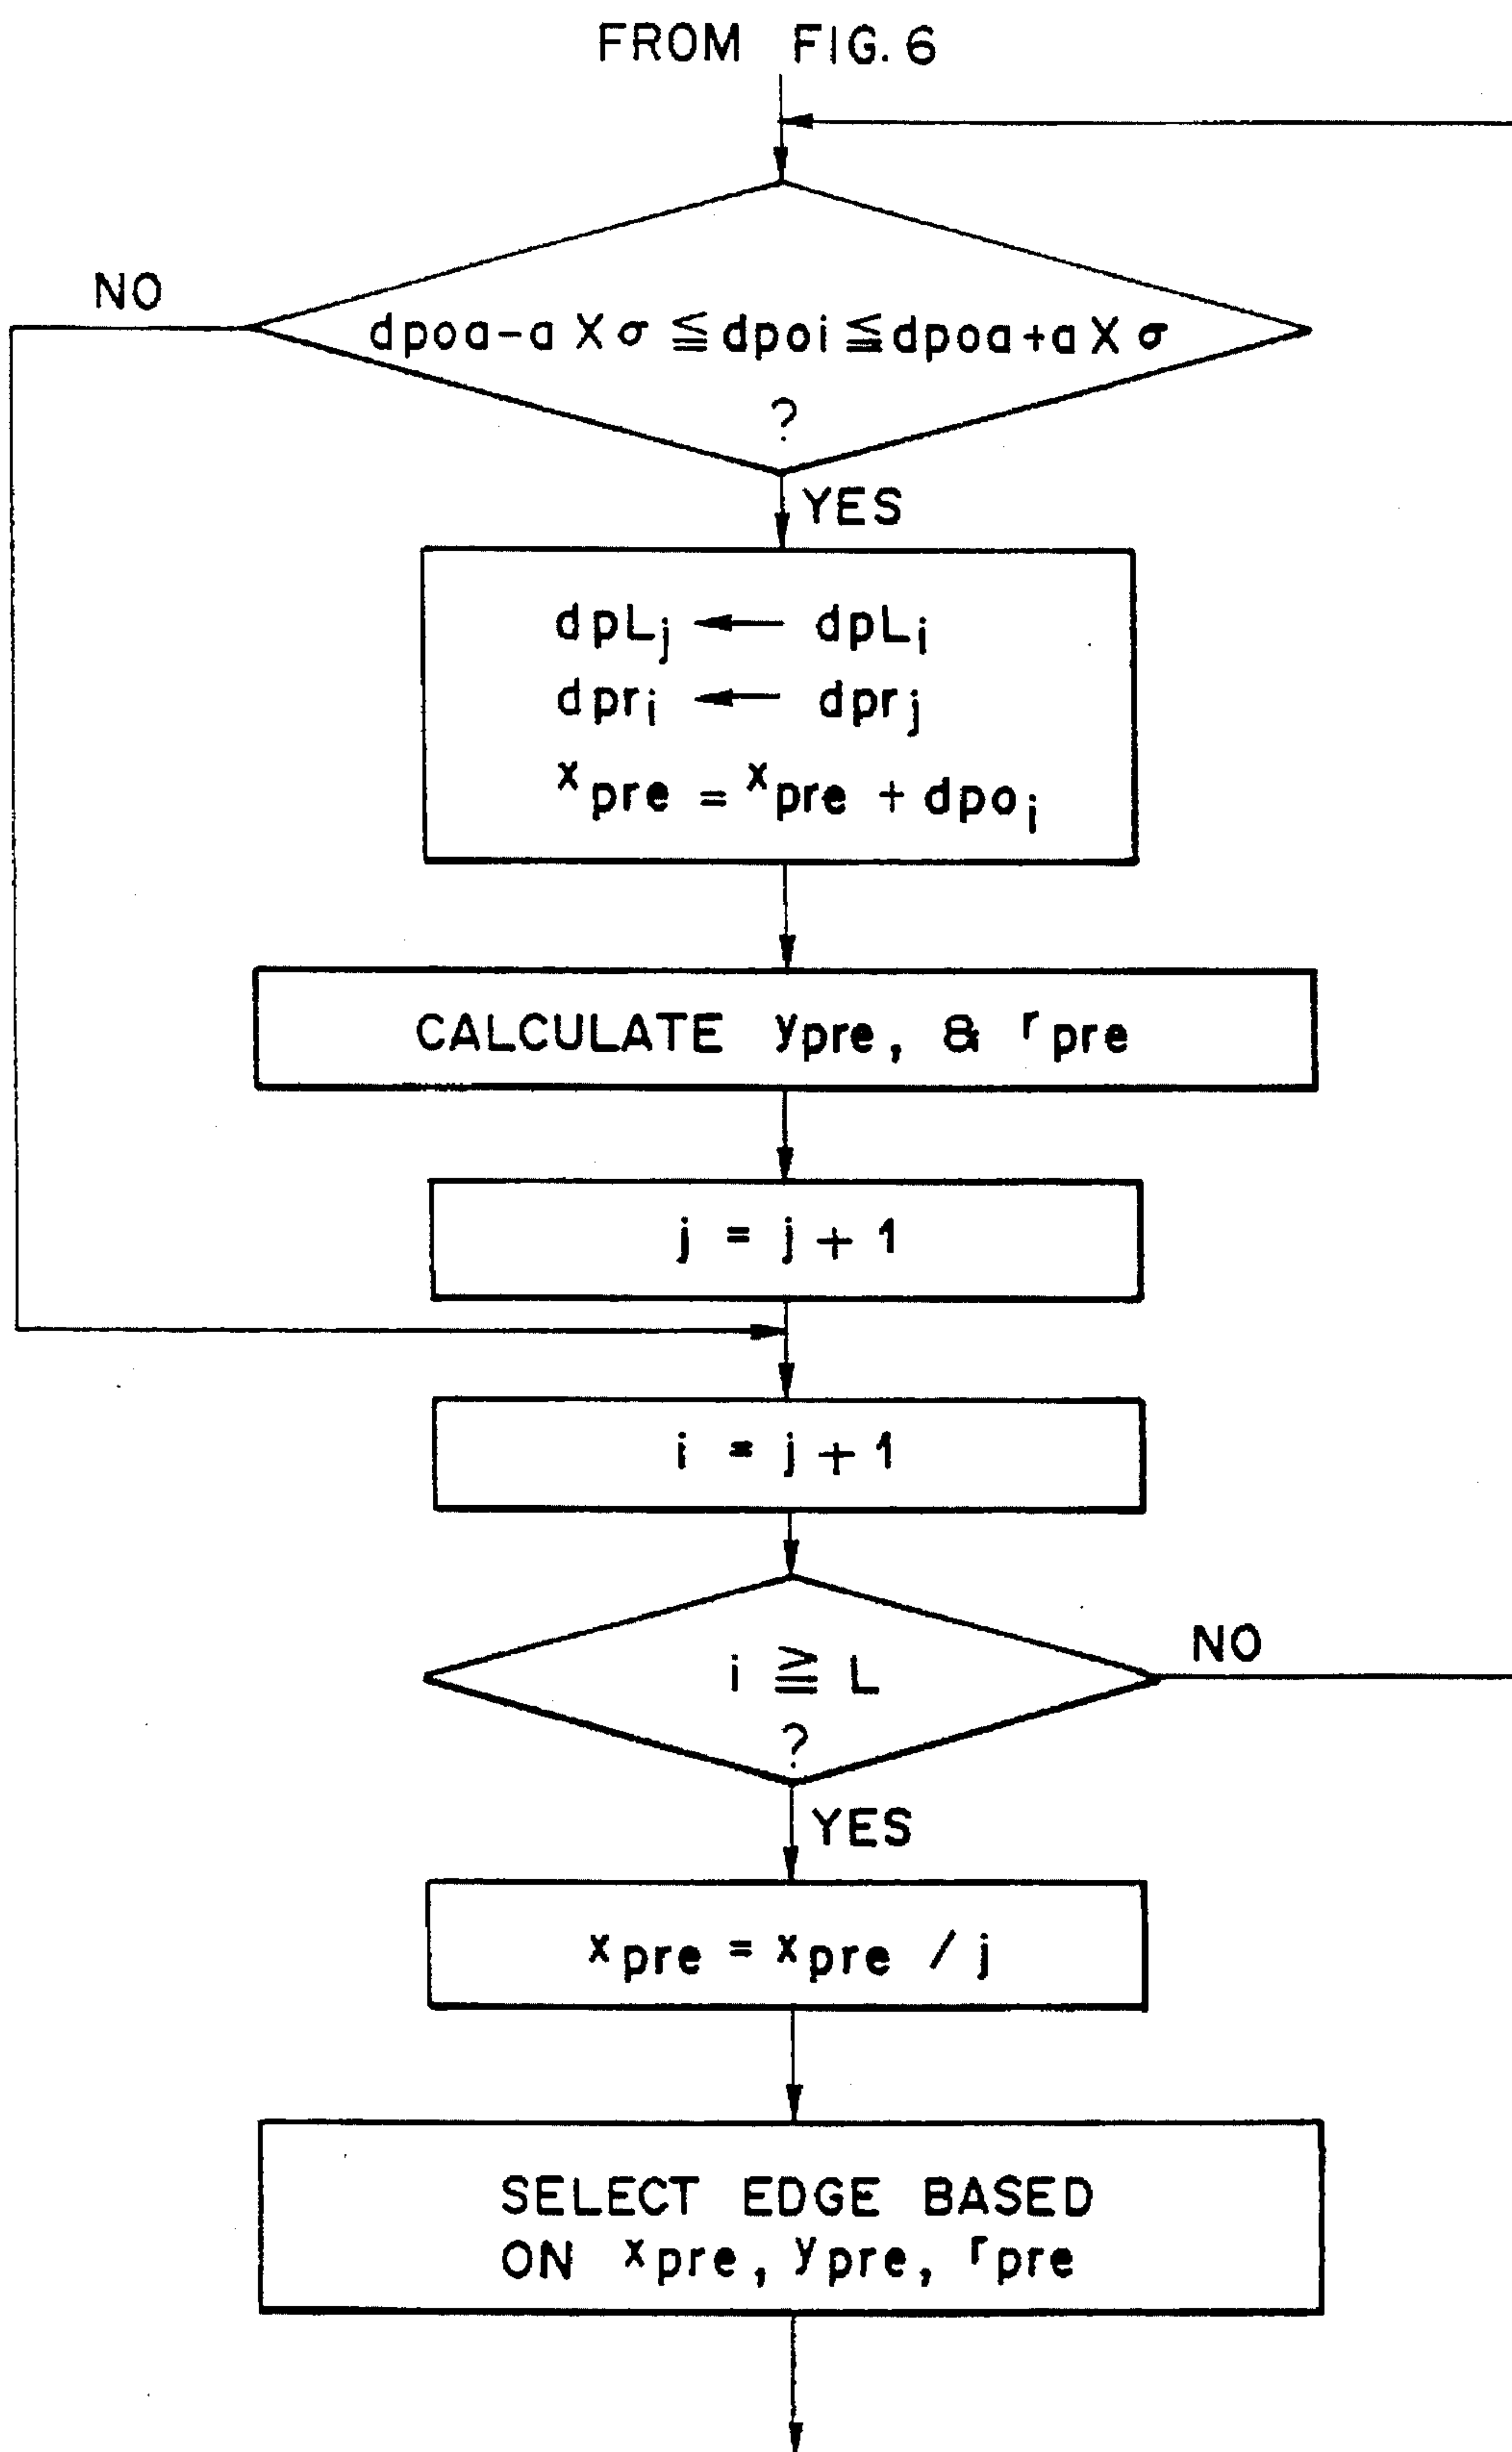 FROM FIG. 6
NO
dpoa-a X σ ≦ dpoi ≦ dpoa+a X σ
?
YES
dpLj ← dpLi
dpri ← dprj
xpre = xpre + dpoi
CALCULATE ypre, & rpre
j = j + 1
i = j + 1
i ≧ L
?
NO
YES
xpre = xpre / j
SELECT EDGE BASED
ON xpre, ypre, rpre